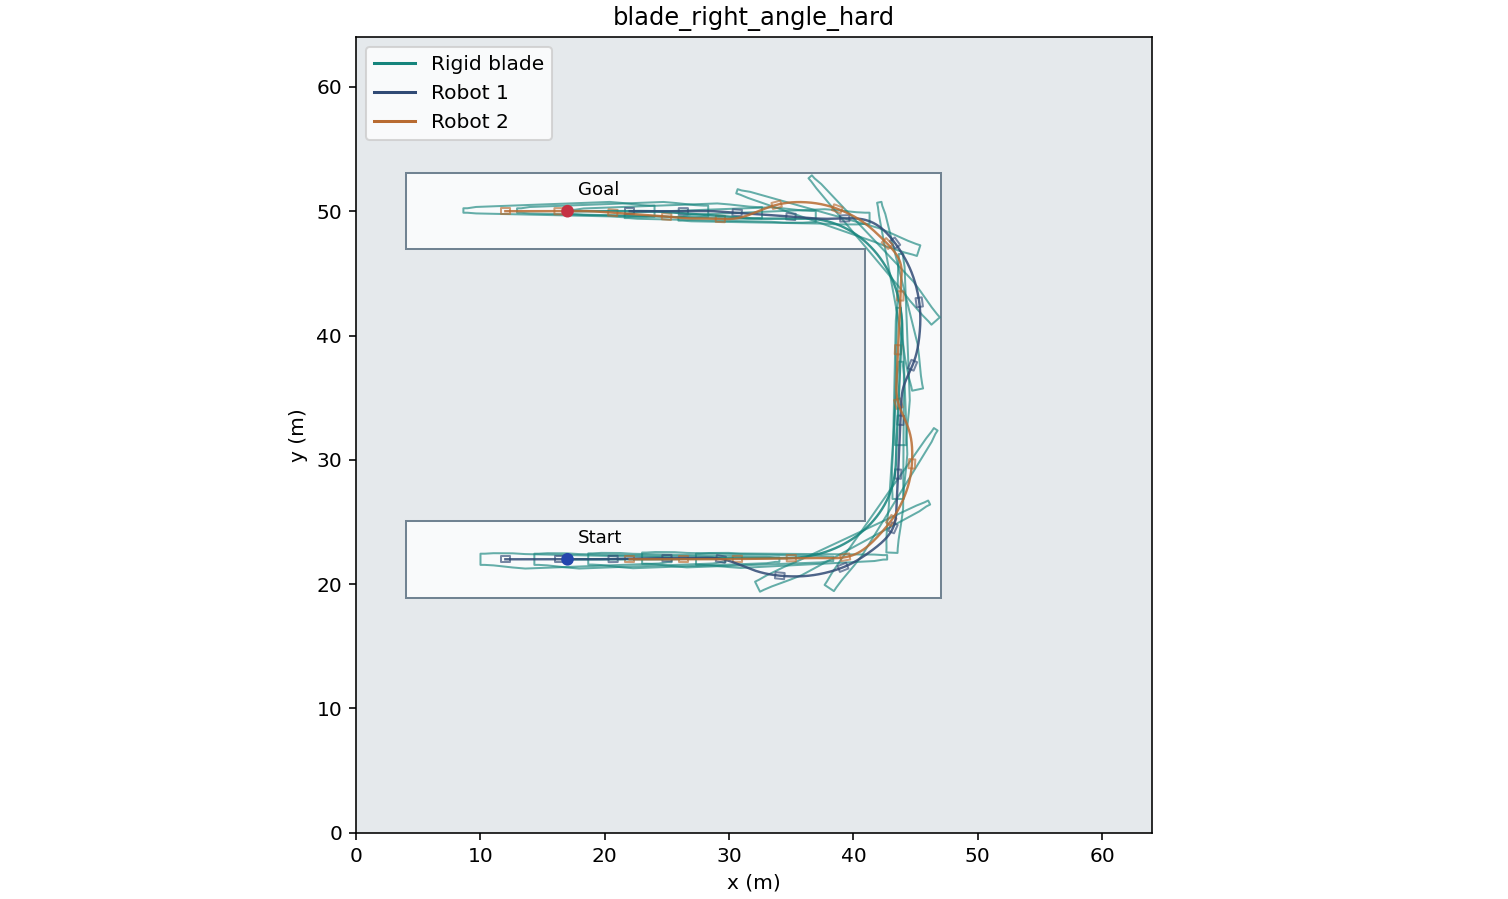 blade_right_angle_hard
Rigid blade
Robot 1
Robot 2
Goal
Start
60
50
40
30
20
10
0
y (m)
0 10 20 30 40 50 60
x (m)